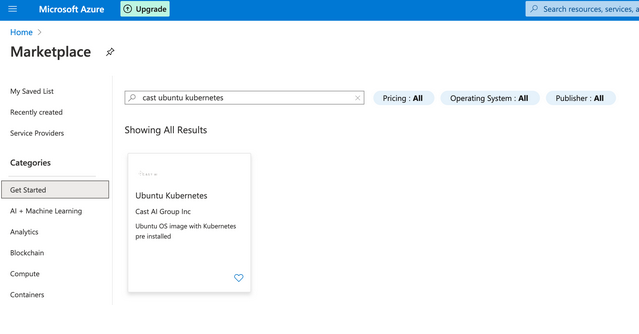 Microsoft Azure
Upgrade
Search resources, services, a
Home
Marketplace
My Saved List
Recently created
Service Providers
Categories
Get Started
AI + Machine Learning
Analytics
Blockchain
Compute
Containers
cast ubuntu kubernetes
Pricing : All
Operating System : All
Publisher : All
Showing All Results
Ubuntu Kubernetes
Cast AI Group Inc
Ubuntu OS image with Kubernetes
pre installed